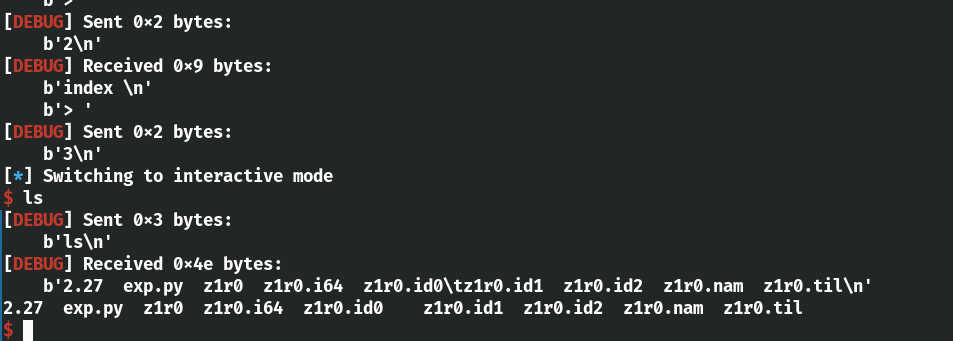 b'> '
[DEBUG] Sent 0×2 bytes:
b'2\n'
[DEBUG] Received 0×9 bytes:
b'index \n'
b'> '
[DEBUG] Sent 0×2 bytes:
b'3\n'
[*] Switching to interactive mode
$ ls
[DEBUG] Sent 0×3 bytes:
b'ls\n'
[DEBUG] Received 0×4e bytes:
b'2.27  exp.py  z1r0  z1r0.i64  z1r0.id0\tz1r0.id1  z1r0.id2  z1r0.nam  z1r0.til\n'
2.27  exp.py  z1r0  z1r0.i64  z1r0.id0    z1r0.id1  z1r0.id2  z1r0.nam  z1r0.til
$